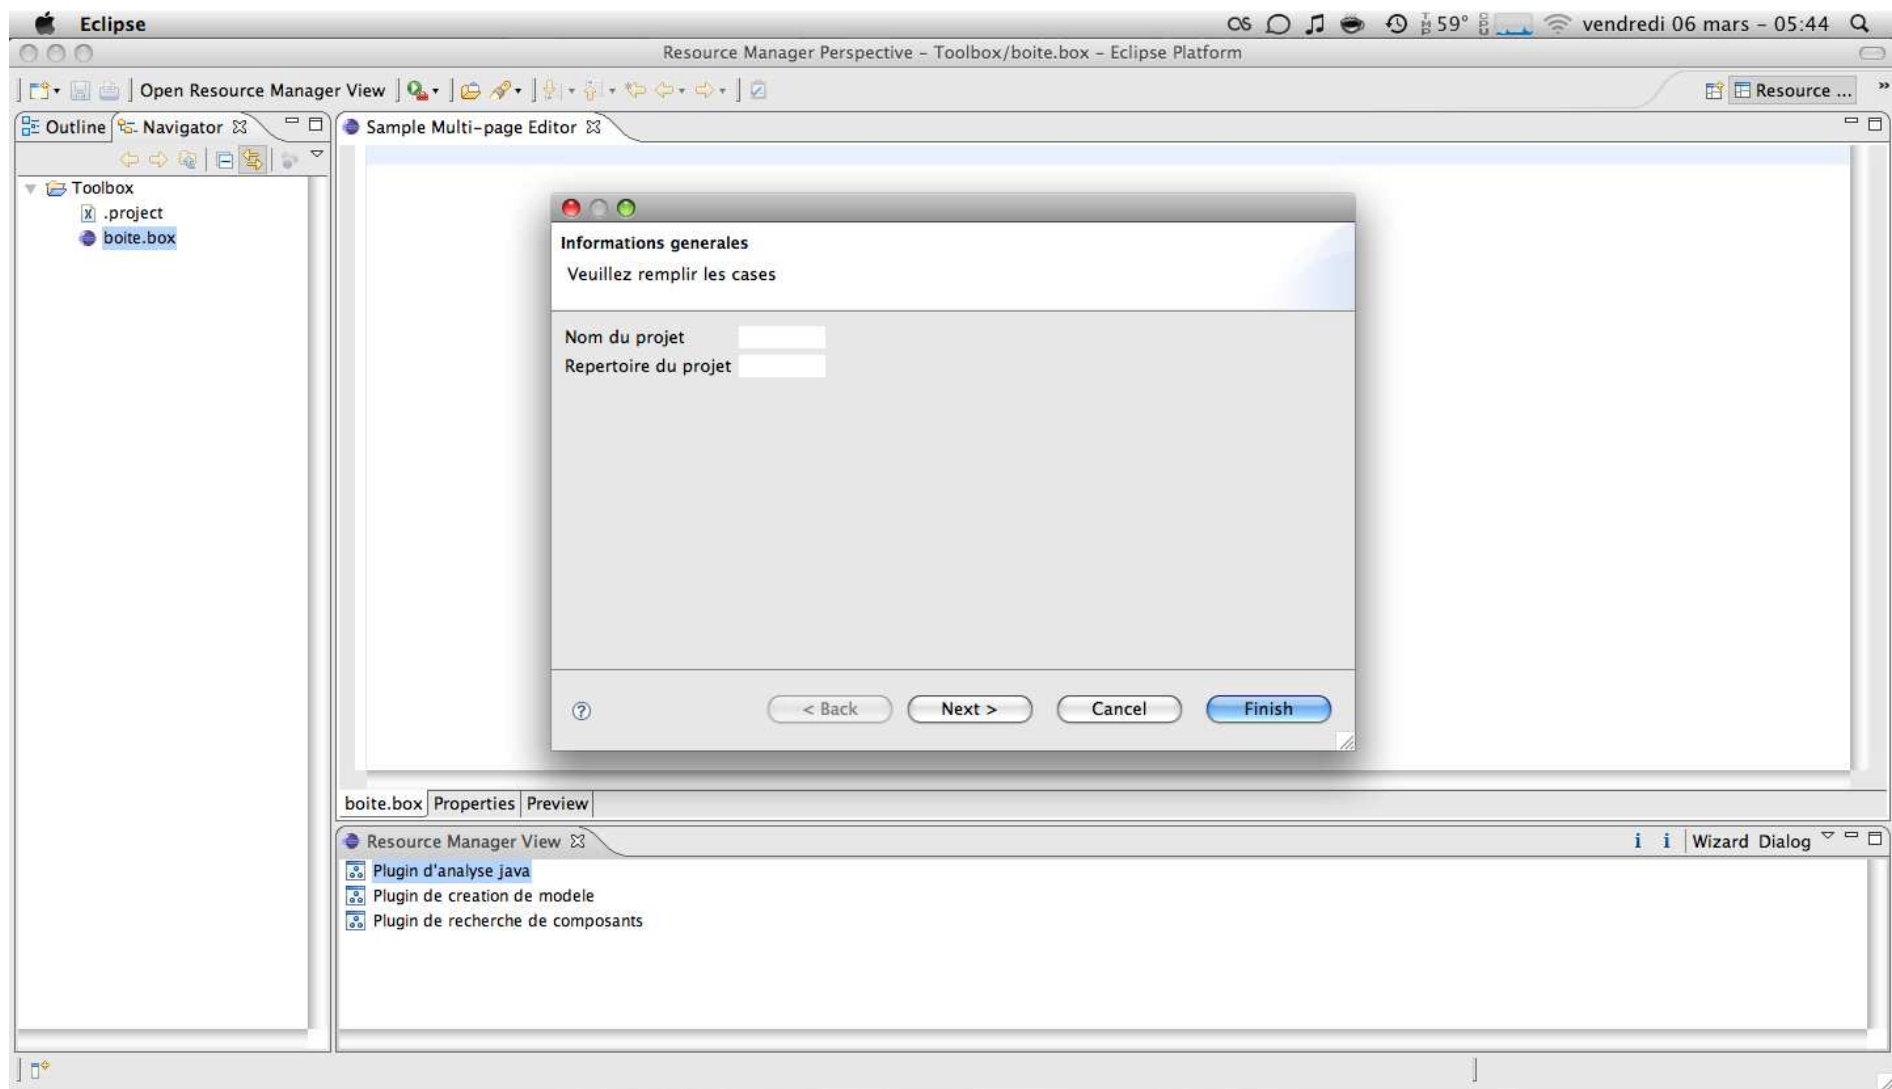 Eclipse
59° vendredi 06 mars - 05:44
Resource Manager Perspective - Toolbox/boite.box - Eclipse Platform
Open Resource Manager View
Resource ...
Outline Navigator
Sample Multi-page Editor
Toolbox
.project
boite.box
Informations generales
Veuillez remplir les cases
Nom du projet
Repertoire du projet
< Back Next > Cancel Finish
boite.box Properties Preview
Resource Manager View
Wizard Dialog
Plugin d'analyse java
Plugin de creation de modele
Plugin de recherche de composants